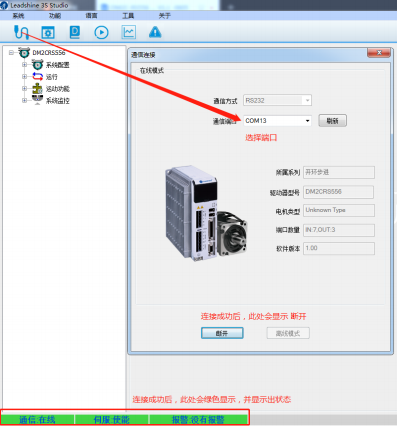 Leadshine 3S Studio
系统 功能 语言 工具 关于
DM2CRS556
系统配置
运行
运动功能
系统监控
通信连接
在线模式
通信方式 RS232
通信端口 COM13 刷新
选择端口
所属系列 开环步进
驱动器型号 DM2CRS556
电机类型 Unknown Type
端口数量 IN:7;OUT:3
软件版本 1.00
连接成功后，此处会显示 断开
断开 离线模式
连接成功后，此处会绿色显示，并显示出状态
通信:在线 伺服:使能 报警:没有报警